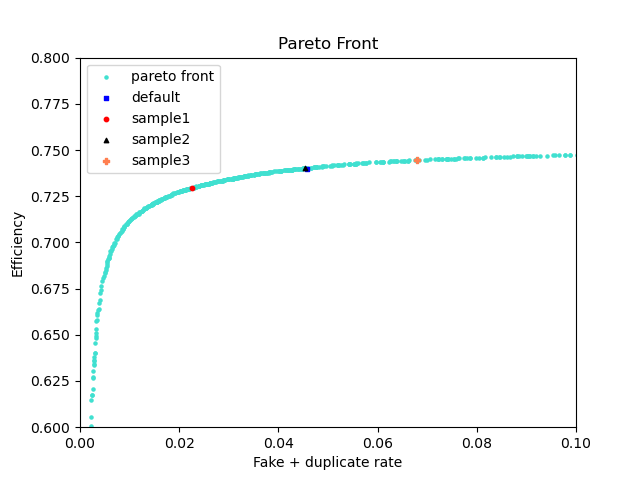 Pareto Front
0.800
0.775
0.750
0.725
0.700
0.675
0.650
0.625
0.600
Efficiency
pareto front
default
sample1
sample2
sample3
0.00 0.02 0.04 0.06 0.08 0.10
Fake + duplicate rate